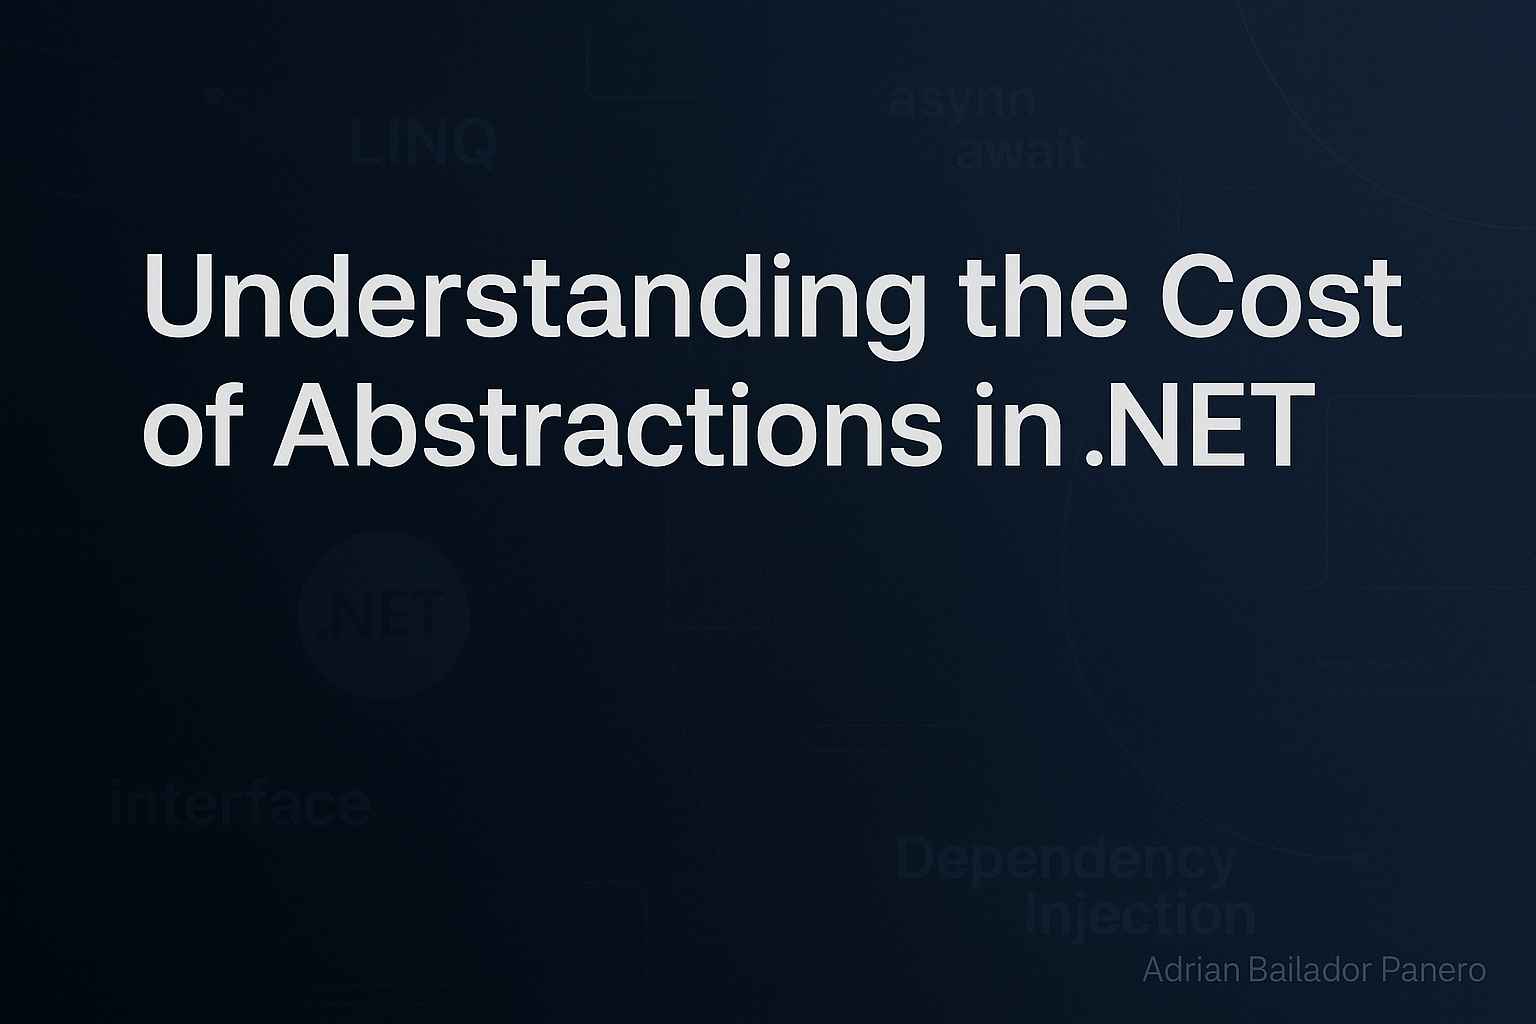 LINQ
asynn
await
Understanding the Cost
of Abstractions in .NET
.NET
interface
Dependency
Injection
Adrian Bailador Panero